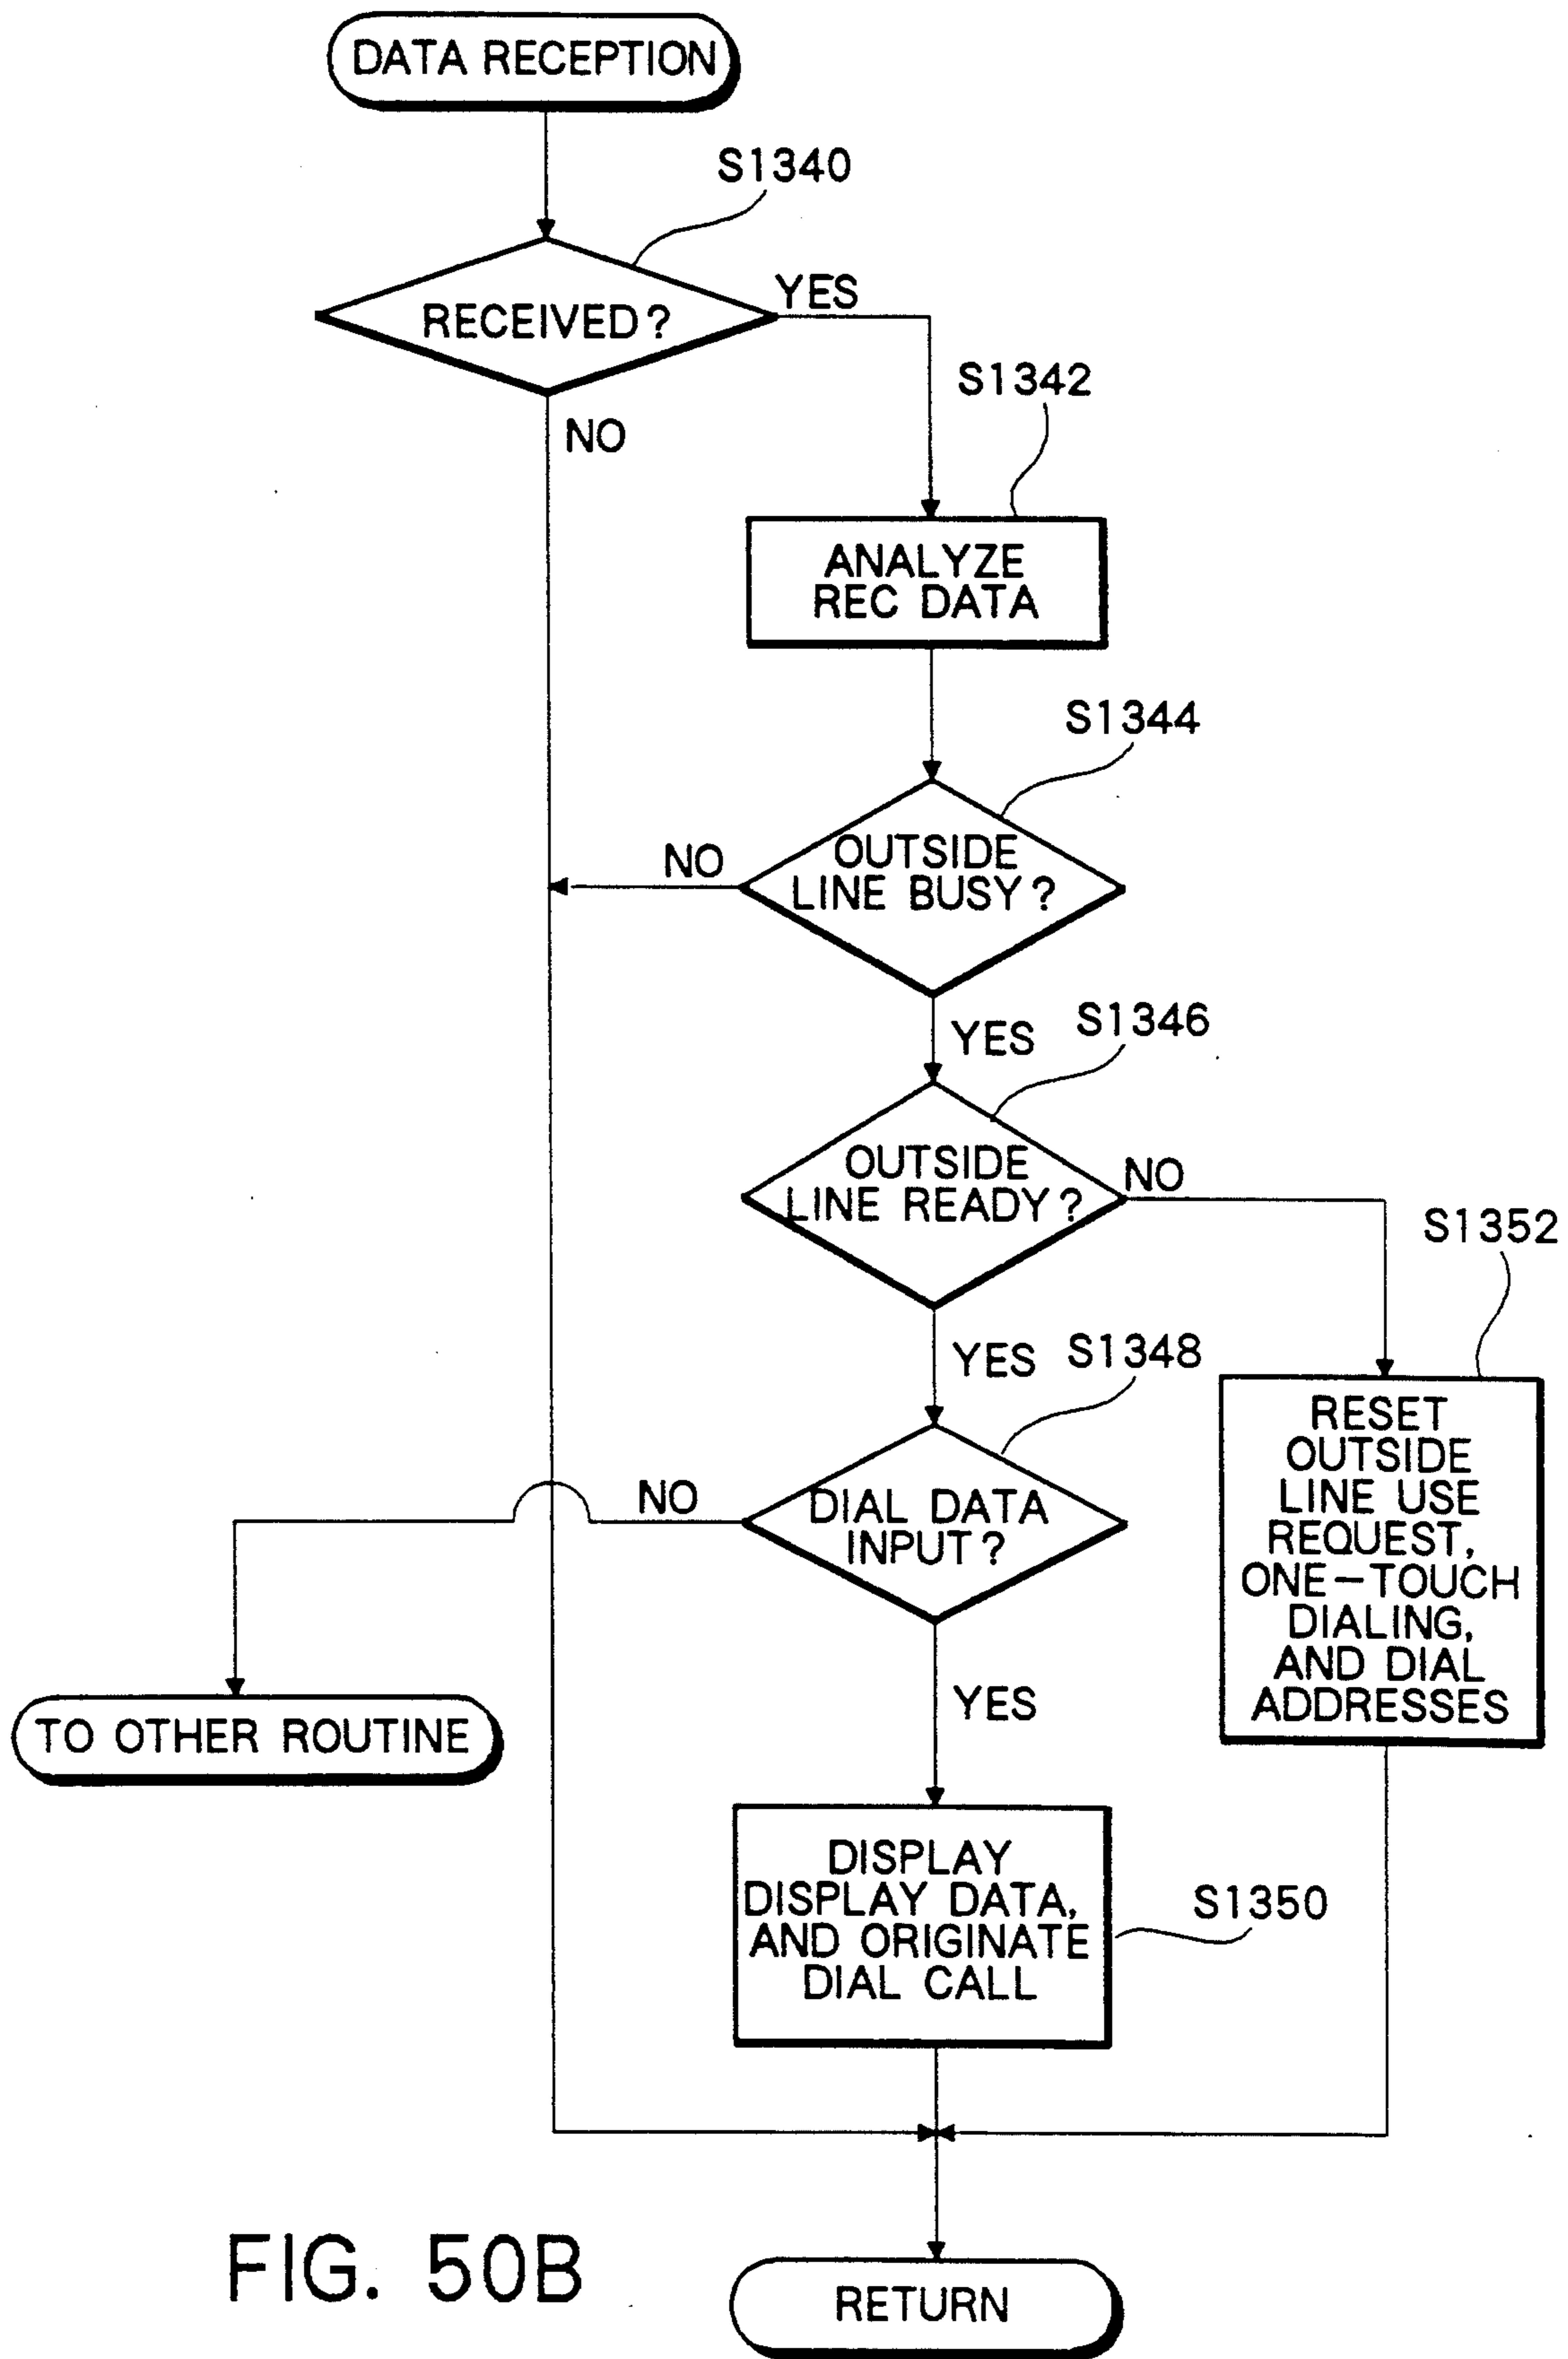 DATA RECEPTION
S1340
YES
RECEIVED?
NO
S1342
ANALYZE
REC DATA
S1344
NO
OUTSIDE
LINE BUSY?
YES
S1346
OUTSIDE
LINE READY?
NO
S1352
YES
S1348
RESET
OUTSIDE
LINE USE
REQUEST,
ONE-TOUCH
DIALING,
AND DIAL
ADDRESSES
NO
DIAL DATA
INPUT?
YES
TO OTHER ROUTINE
DISPLAY
DISPLAY DATA,
AND ORIGINATE
DIAL CALL
S1350
FIG. 50B
RETURN